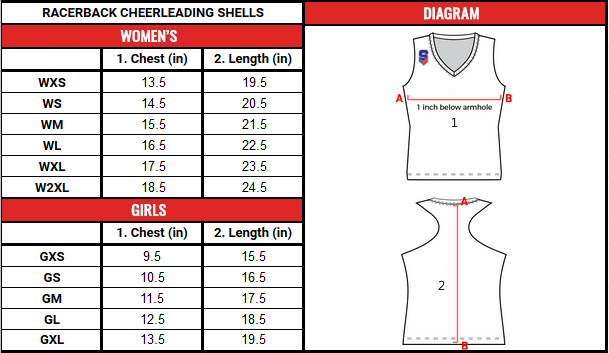 RACERBACK CHEERLEADING SHELLS
WOMEN'S
1. Chest (in) 2. Length (in)
WXS 13.5 19.5
WS 14.5 20.5
WM 15.5 21.5
WL 16.5 22.5
WXL 17.5 23.5
W2XL 18.5 24.5
GIRLS
1. Chest (in) 2. Length (in)
GXS 9.5 15.5
GS 10.5 16.5
GM 11.5 17.5
GL 12.5 18.5
GXL 13.5 19.5
DIAGRAM
S
A B
1 inch below armhole
1
A
2
B